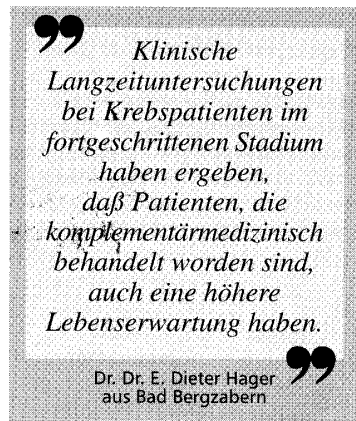 ❞
Klinische
Langzeituntersuchungen
bei Krebspatienten im
fortgeschrittenen Stadium
haben ergeben,
daß Patienten, die
komplementärmedizinisch
behandelt worden sind,
auch eine höhere
Lebenserwartung haben.
❞
Dr. Dr. E. Dieter Hager
aus Bad Bergzabern